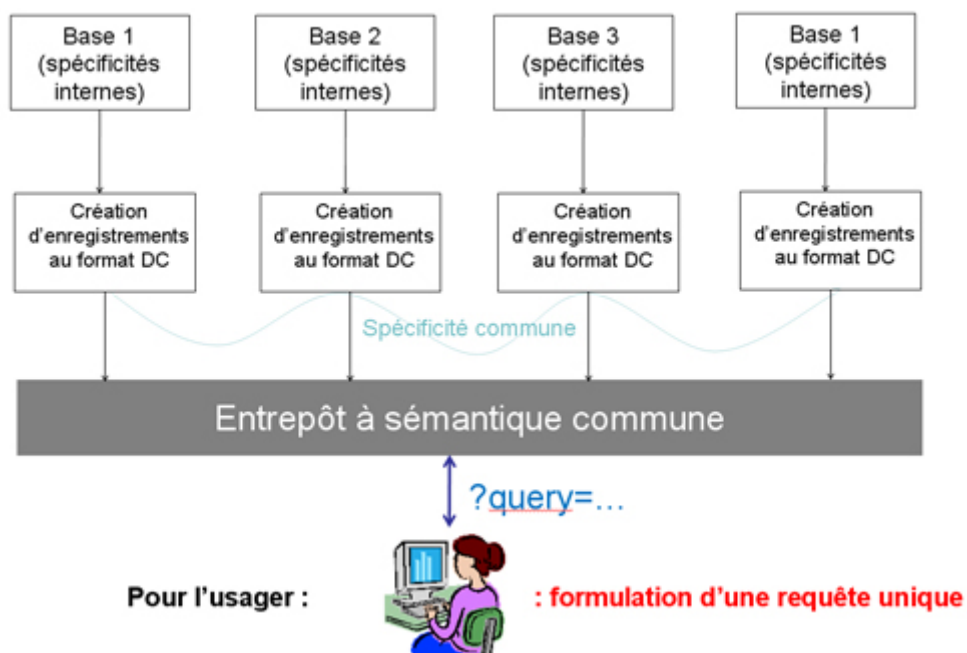 Base 1
(spécificités
internes)
Base 2
(spécificités
internes)
Base 3
(spécificités
internes)
Base 1
(spécificités
internes)
Création
d'enregistrements
au format DC
Création
d'enregistrements
au format DC
Création
d'enregistrements
au format DC
Création
d'enregistrements
au format DC
Spécificité commune
Entrepôt à sémantique commune
?query=...
Pour l'usager :
: formulation d'une requête unique